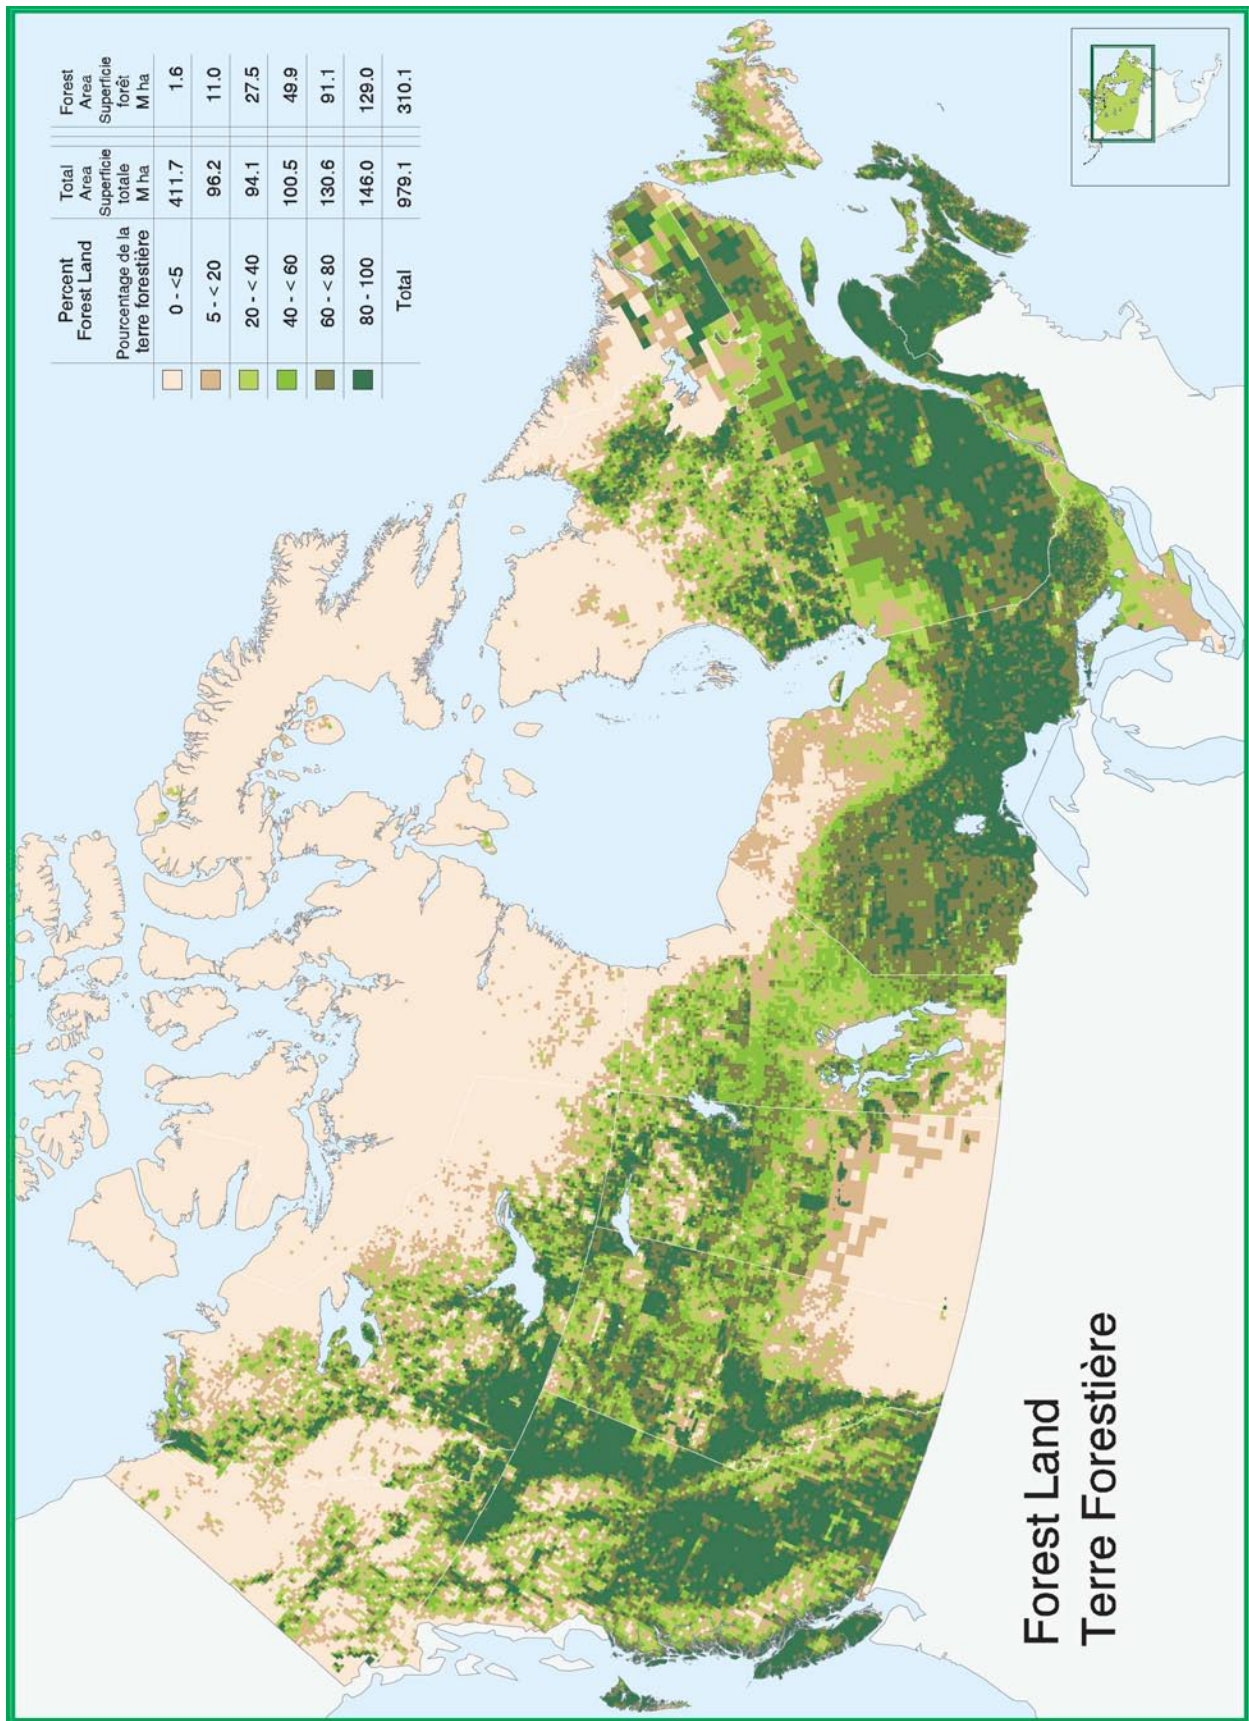 Percent
Forest Land
Pourcentage de la
terre forestière
Total
Area
Superficie
totale
M ha
Forest
Area
Superficie
forêt
M ha
0 - <5 411.7 1.6
5 - < 20 96.2 11.0
20 - < 40 94.1 27.5
40 - < 60 100.5 49.9
60 - < 80 130.6 91.1
80 - 100 146.0 129.0
Total 979.1 310.1
Forest Land
Terre Forestière